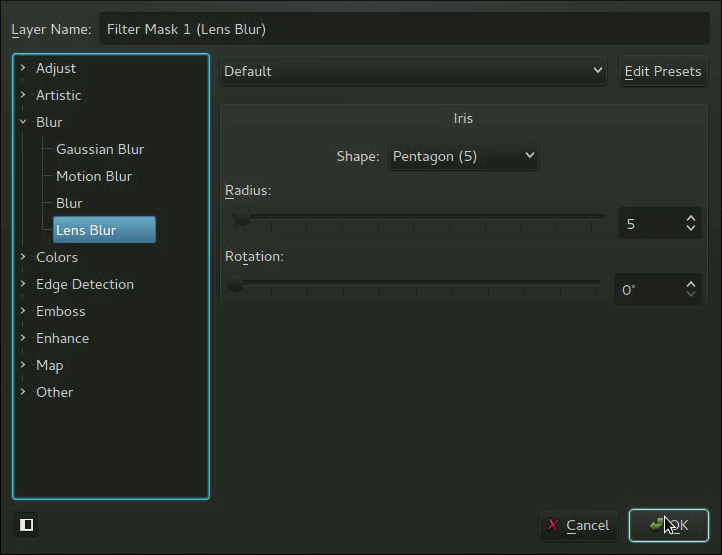 Layer Name: Filter Mask 1 (Lens Blur)
Adjust
Artistic
Blur
Gaussian Blur
Motion Blur
Blur
Lens Blur
Colors
Edge Detection
Emboss
Enhance
Map
Other
Default Edit Presets
Iris
Shape: Pentagon (5)
Radius:
5
Rotation:
0°
Cancel OK